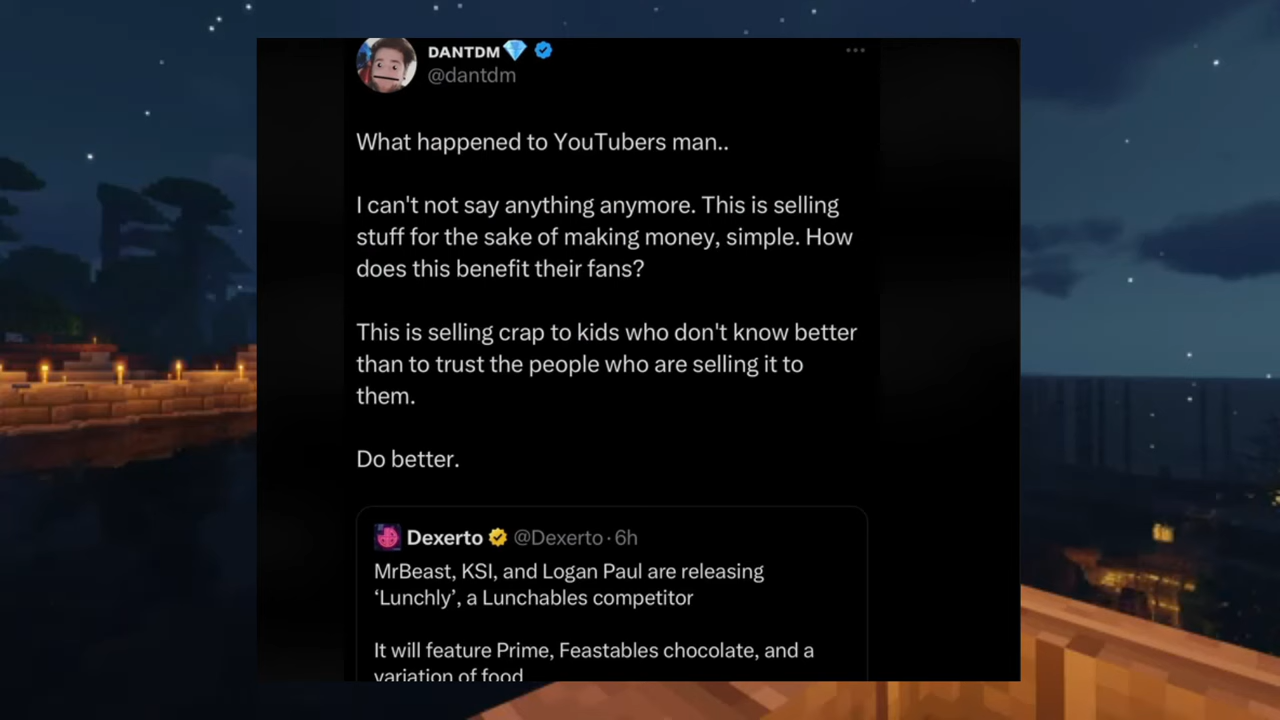 DANTDM💎
@dantdm
What happened to YouTubers man..
I can't not say anything anymore. This is selling
stuff for the sake of making money, simple. How
does this benefit their fans?
This is selling crap to kids who don't know better
than to trust the people who are selling it to
them.
Do better.
Dexerto @Dexerto · 6h
MrBeast, KSI, and Logan Paul are releasing
‘Lunchly’, a Lunchables competitor
It will feature Prime, Feastables chocolate, and a
variation of food